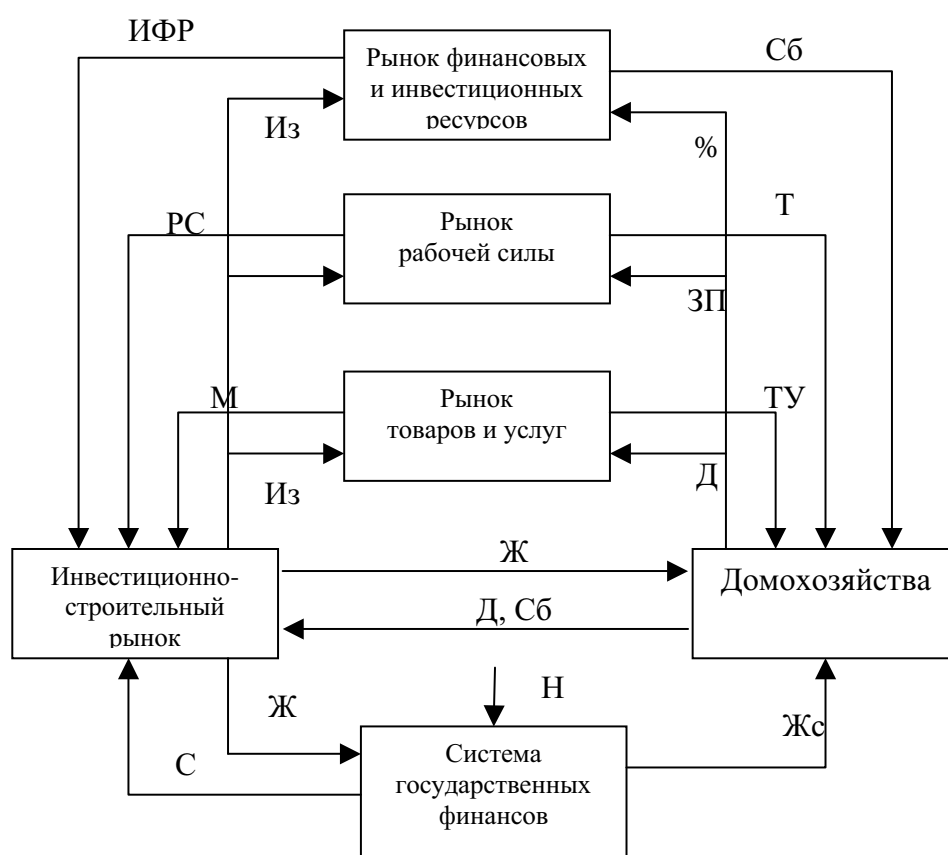 ИФР
Рынок финансовых
и инвестиционных
ресурсов
Сб
Из
%
РС
Рынок
рабочей силы
Т
ЗП
М
Рынок
товаров и услуг
ТУ
Из
Д
Инвестиционно-
строительный
рынок
Ж
Домохозяйства
Д, Сб
Ж
Н
Жс
С
Система
государственных
финансов